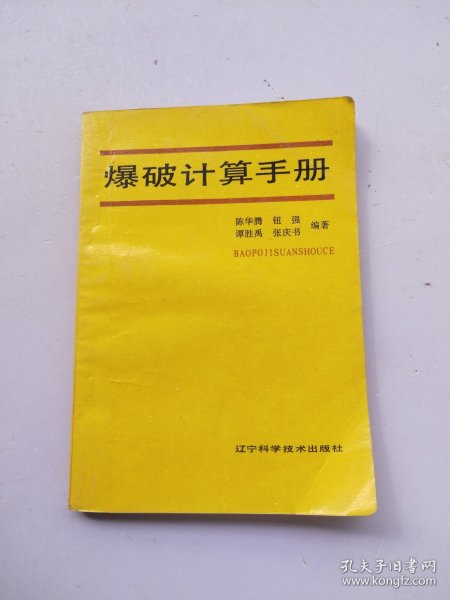 爆破计算手册
陈华腾 钮 强
谭胜禹 张庆书 编著
BAOPOJISUANSHOUCE
辽宁科学技术出版社
孔夫子旧书网
www.kongfz.com